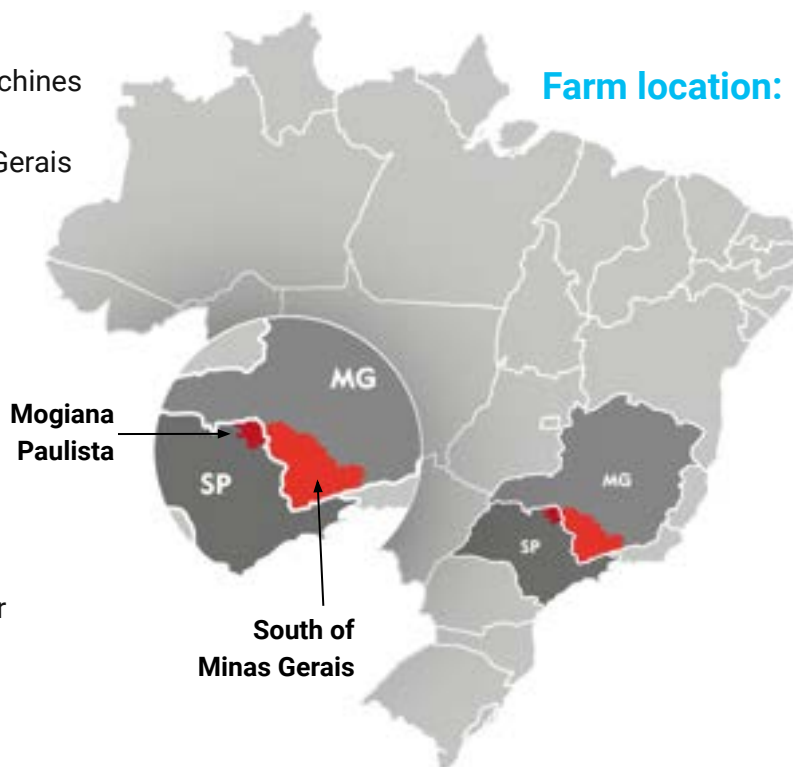 chines
Farm location:
Gerais
MG
Mogiana
Paulista
SP
MG
SP
r
South of
Minas Gerais